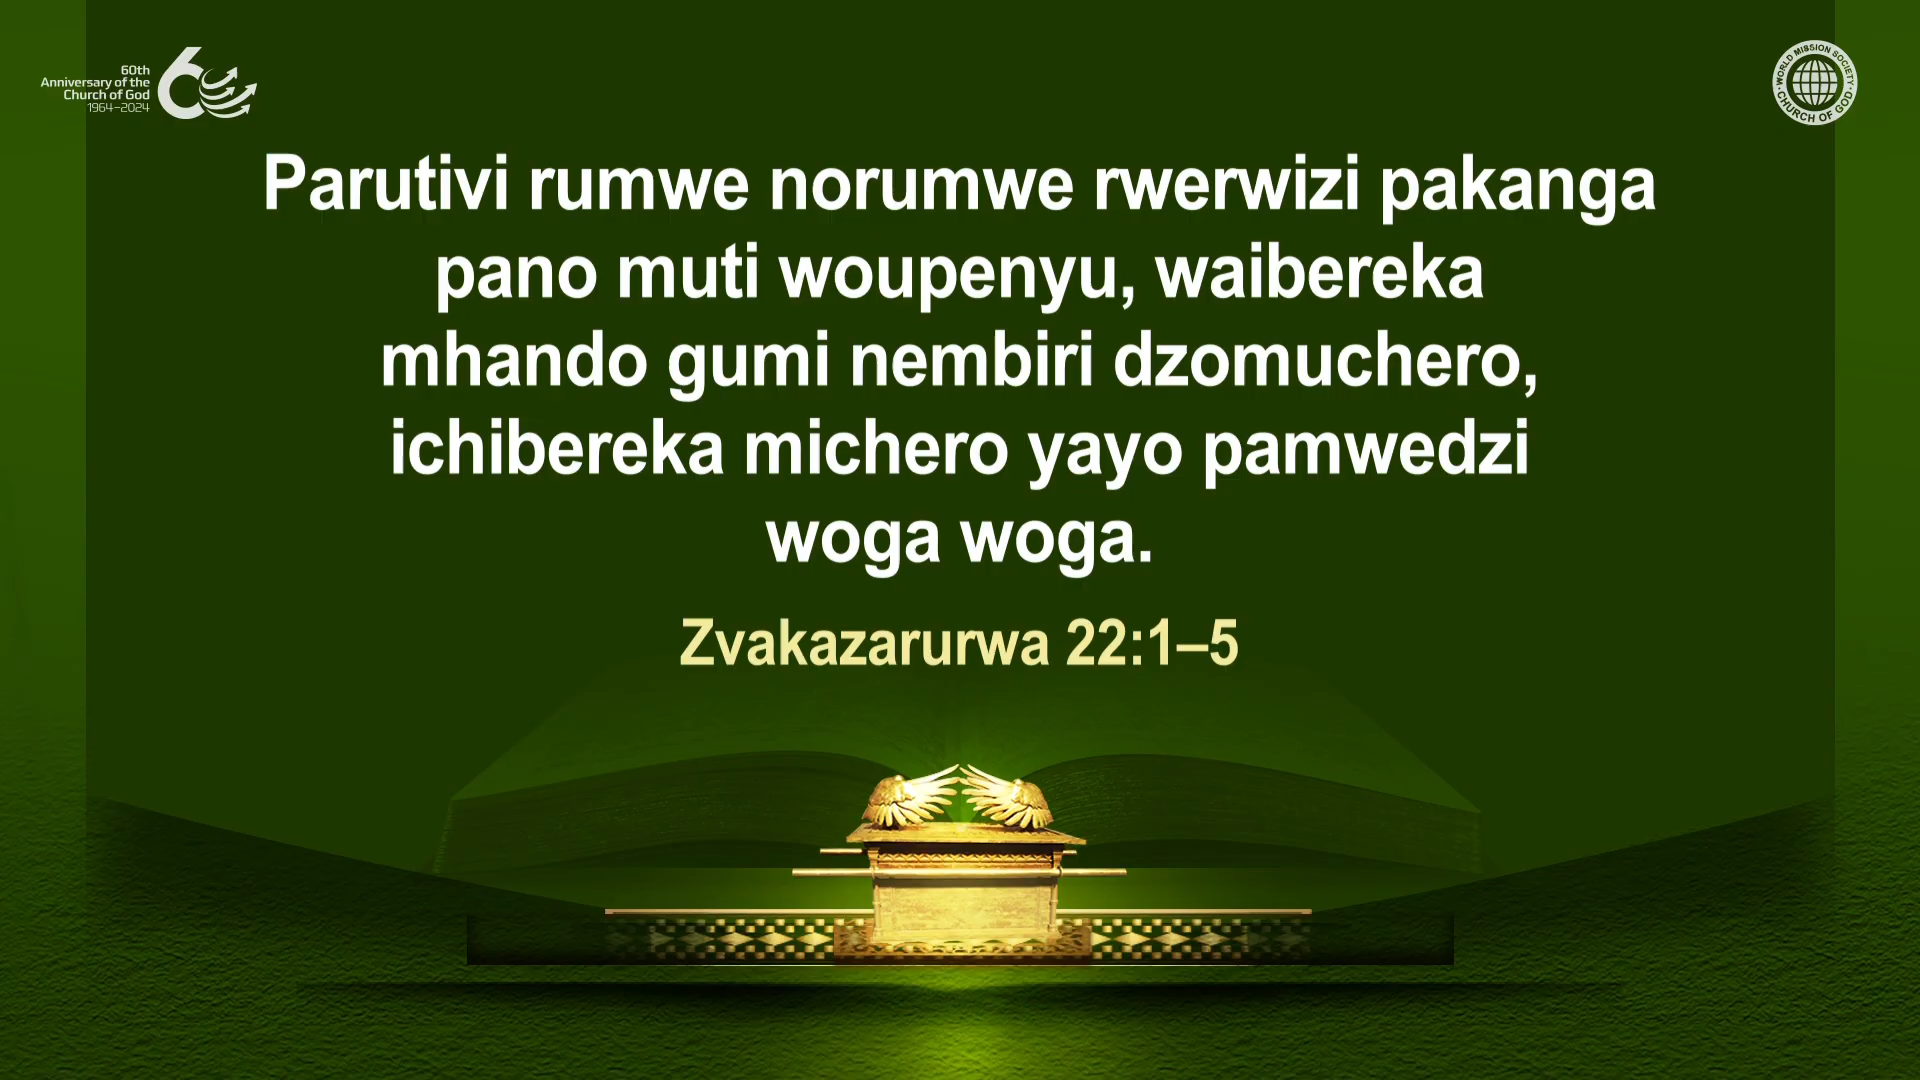 60th
Anniversary of the
Church of God
1964–2024
60
WORLD MISSION SOCIETY
CHURCH OF GOD
Parutivi rumwe norumwe rwerwizi pakanga
pano muti woupenyu, waibereka
mhando gumi nembiri dzomuchero,
ichibereka michero yayo pamwedzi
woga woga.
Zvakazarurwa 22:1–5